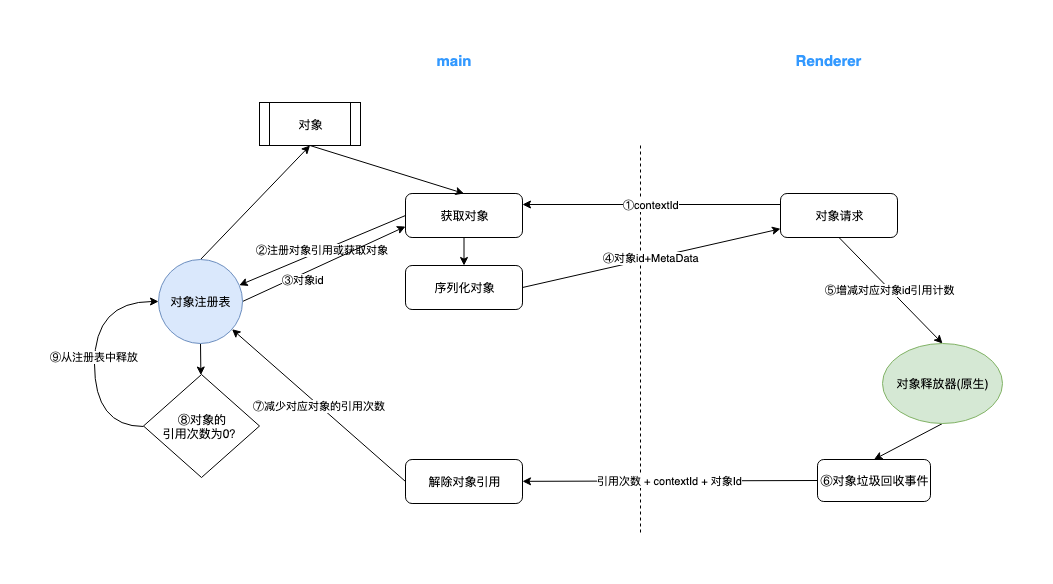 main
Renderer
对象
获取对象
①contextId
对象请求
②注册对象引用或获取对象
③对象id
④对象id+MetaData
序列化对象
对象注册表
⑤增减对应对象id引用计数
⑨从注册表中释放
对象释放器(原生)
⑦减少对应对象的引用次数
⑧对象的
引用次数为0?
解除对象引用
引用次数 + contextId + 对象Id
⑥对象垃圾回收事件